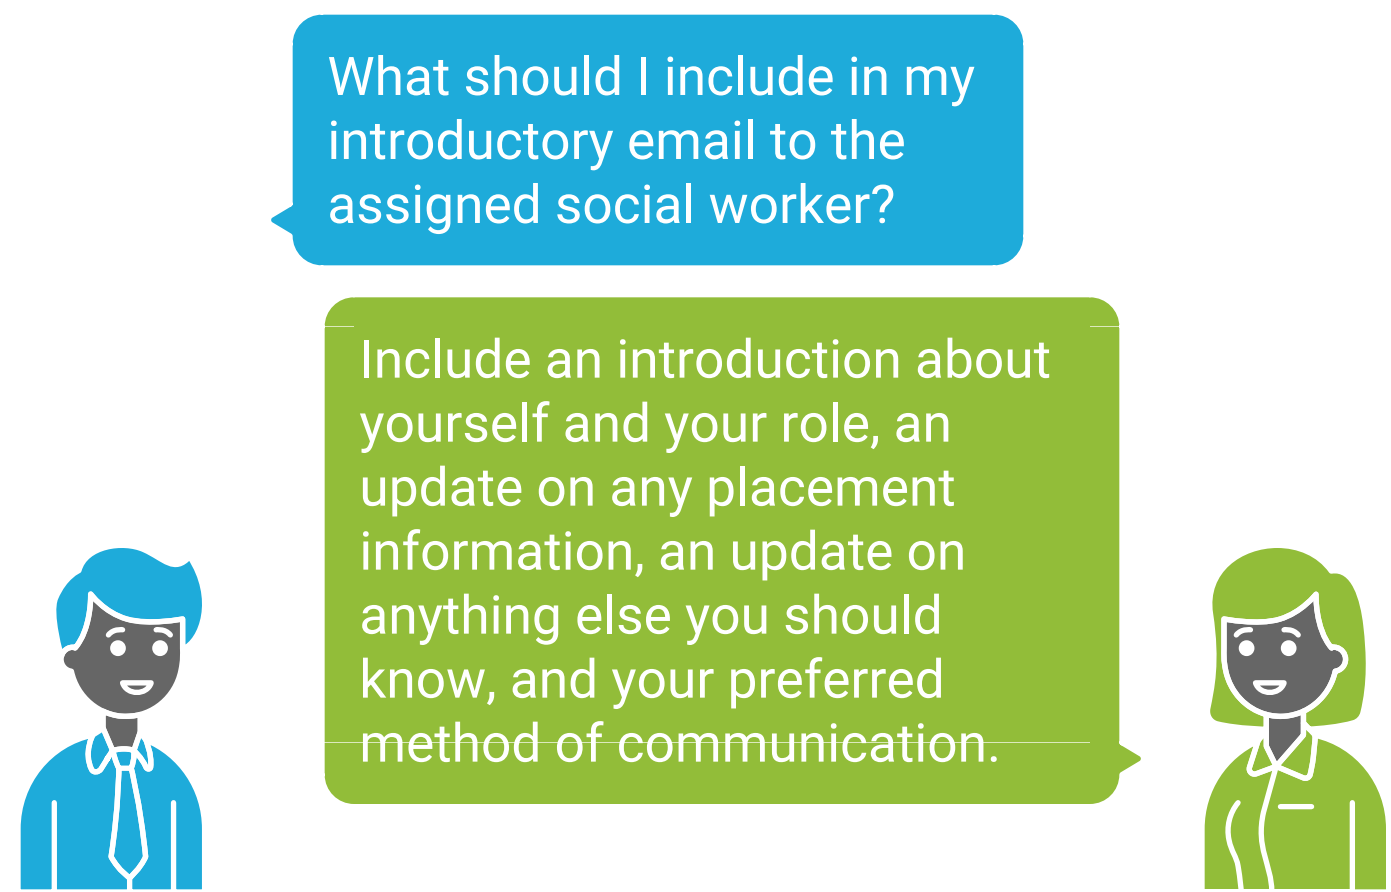 What should I include in my
introductory email to the
assigned social worker?
Include an introduction about
yourself and your role, an
update on any placement
information, an update on
anything else you should
know, and your preferred
method of communication.